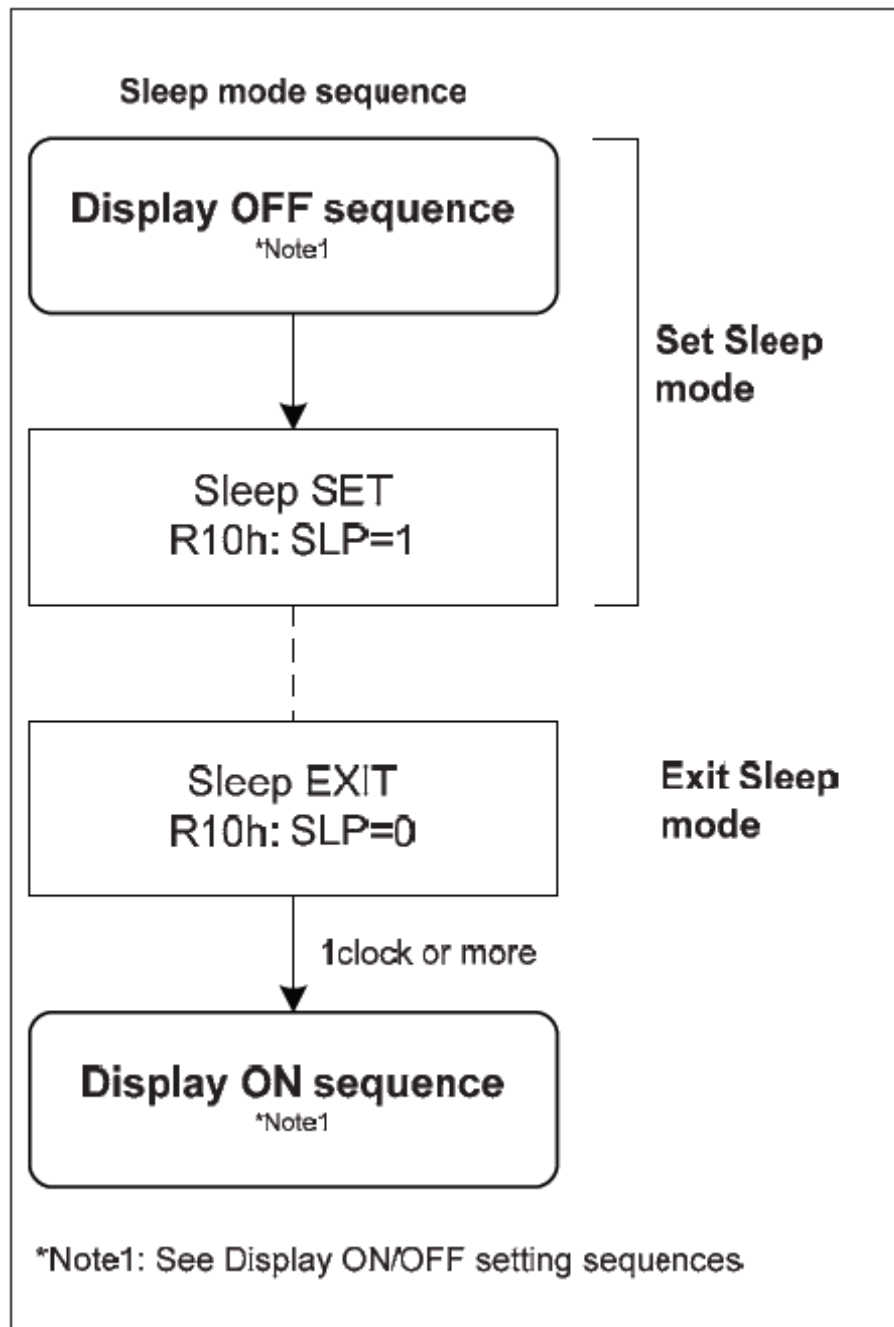 Sleep mode sequence
Display OFF sequence
*Note1
Set Sleep
mode
Sleep SET
R10h: SLP=1
Sleep EXIT
R10h: SLP=0
Exit Sleep
mode
1clock or more
Display ON sequence
*Note1
*Note1: See Display ON/OFF setting sequences